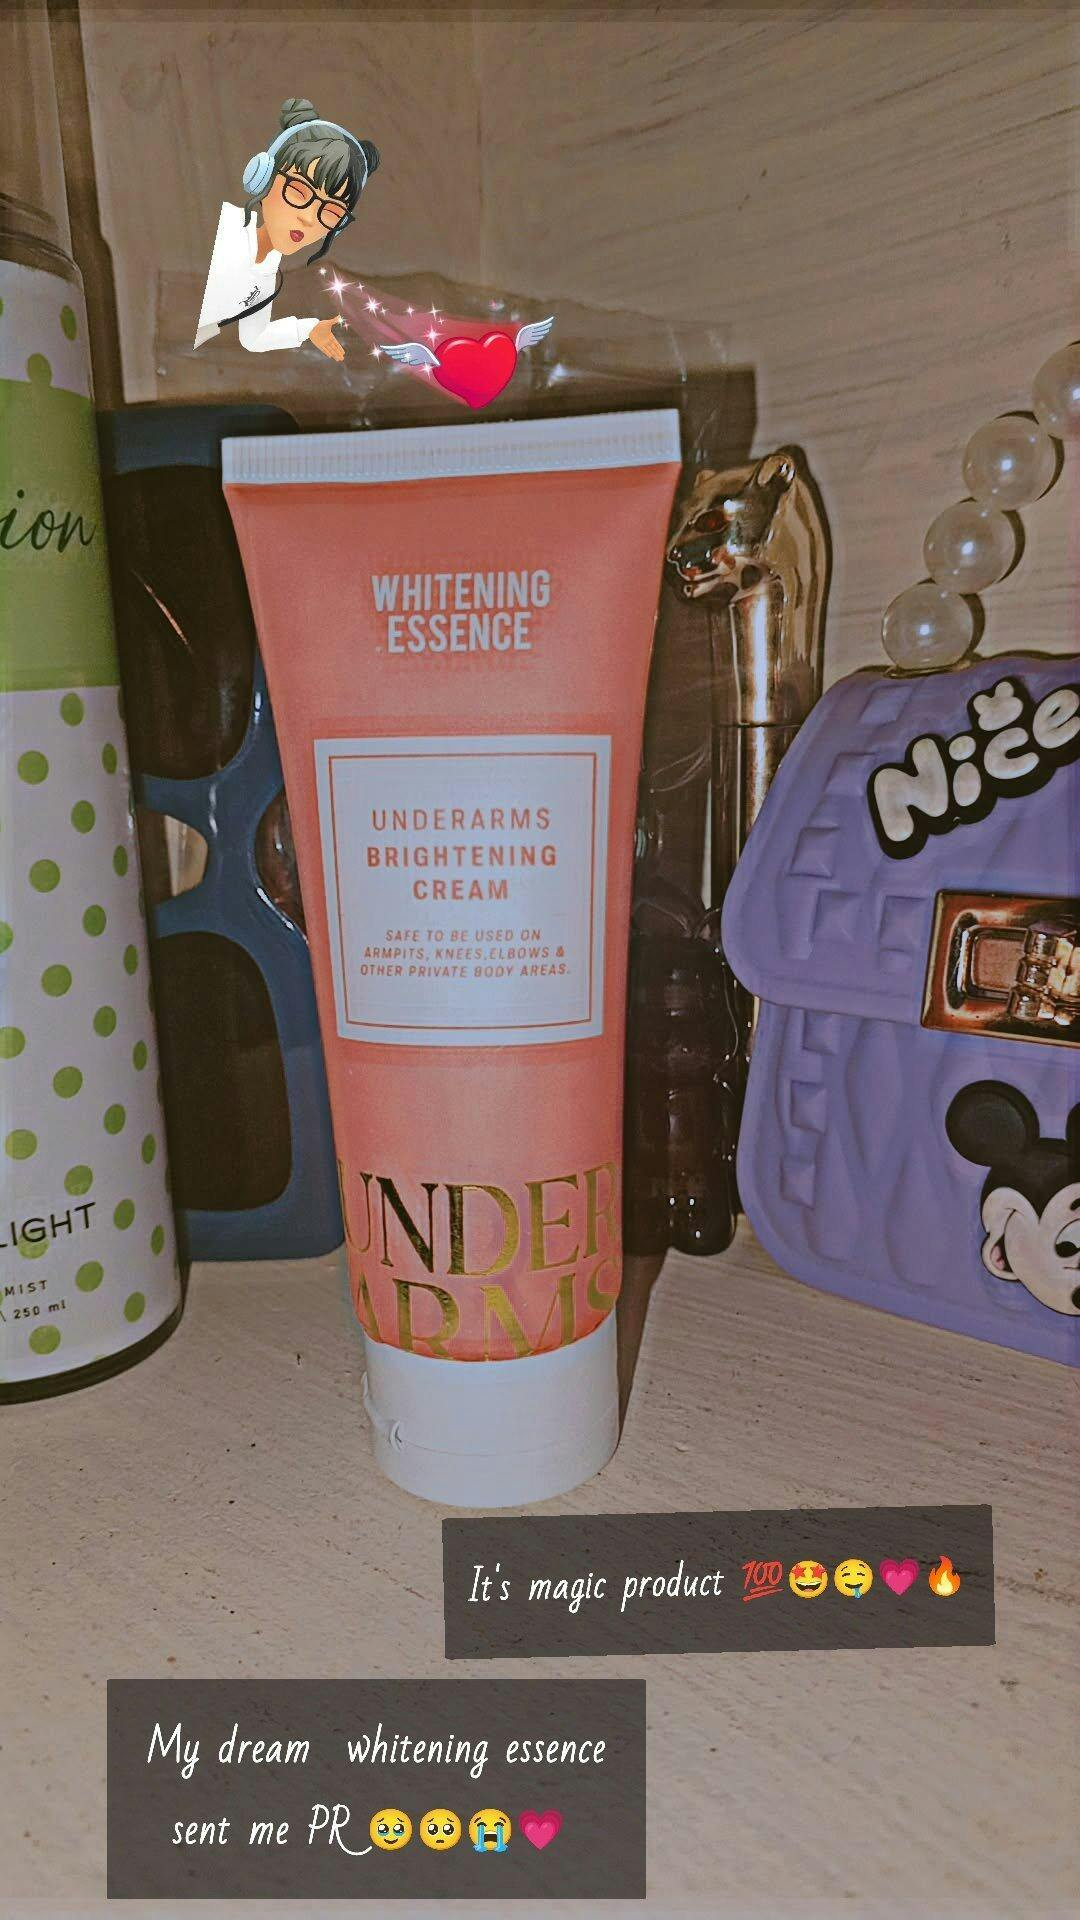 WHITENING
ESSENCE
UNDERARMS
BRIGHTENING
CREAM
SAFE TO BE USED ON
ARMPITS, KNEES,ELBOWS &
OTHER PRIVATE BODY AREAS.
UNDER
ARMS
ion
LIGHT
MIST
250 ml
Nice
It's magic product 💯🤩🤤💗🔥
My dream whitening essence
sent me PR 🥹🥺😭💗